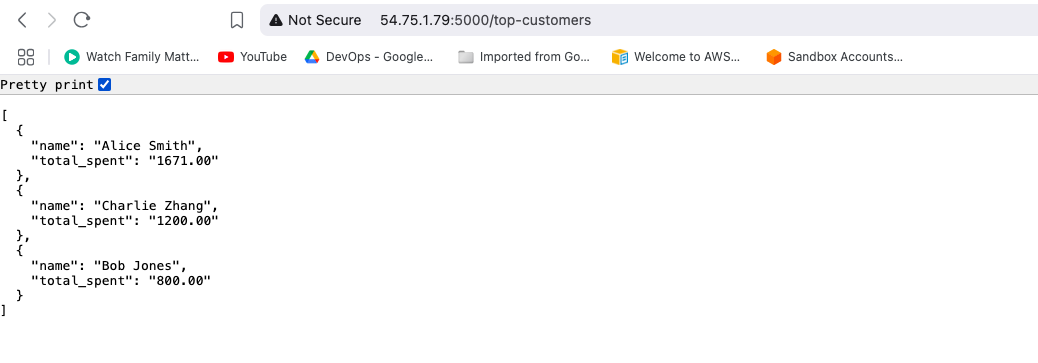 Not Secure 54.75.1.79:5000/top-customers
Watch Family Matt... YouTube DevOps - Google... Imported from Go... Welcome to AWS... Sandbox Accounts...
Pretty print
[
  {
    "name": "Alice Smith",
    "total_spent": "1671.00"
  },
  {
    "name": "Charlie Zhang",
    "total_spent": "1200.00"
  },
  {
    "name": "Bob Jones",
    "total_spent": "800.00"
  }
]